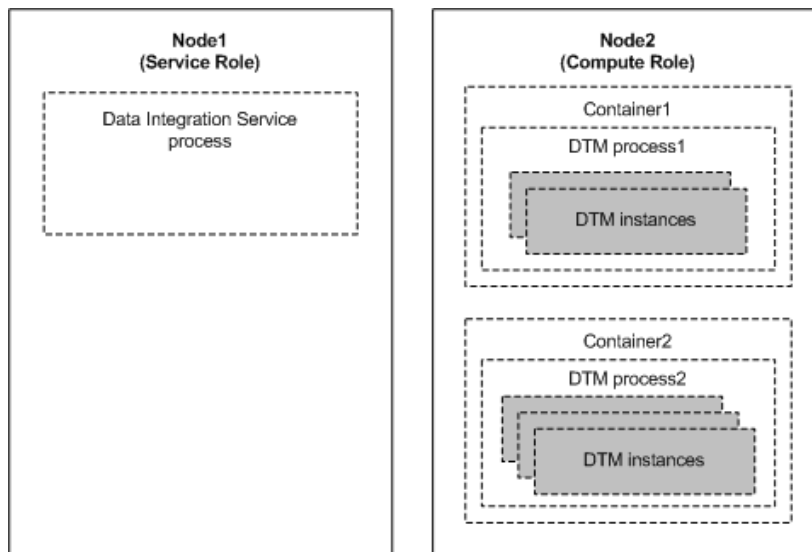 Node1
(Service Role)
Data Integration Service
process
Node2
(Compute Role)
Container1
DTM process1
DTM instances
Container2
DTM process2
DTM instances